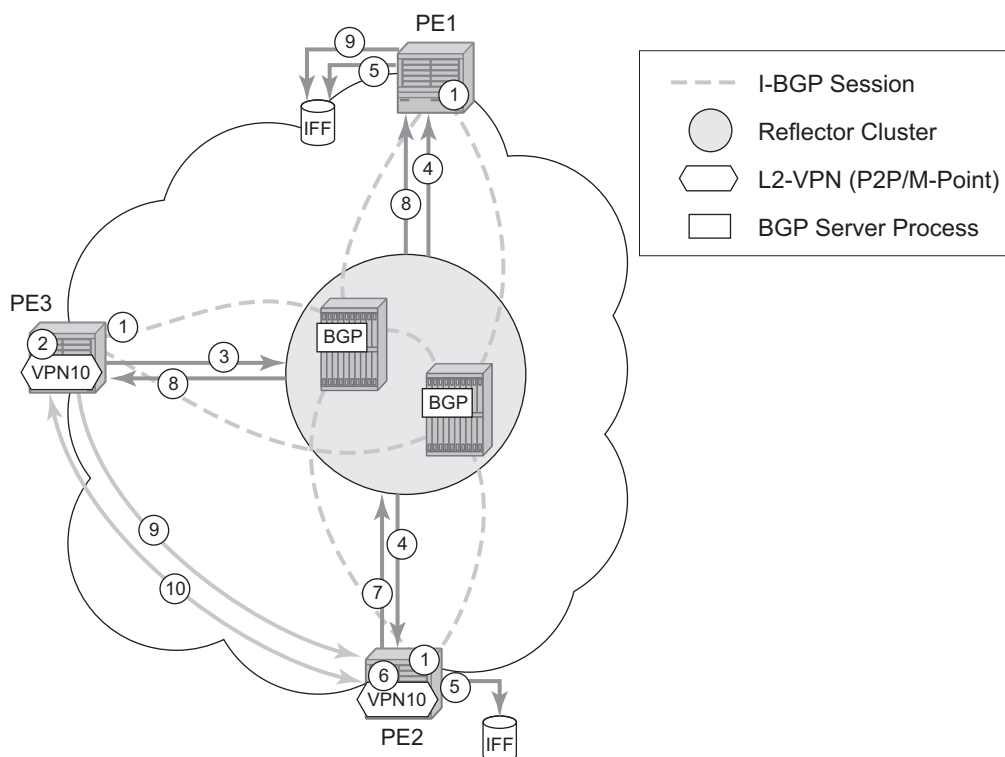 PE1
9
5
1
IFF
4
8
I-BGP Session
Reflector Cluster
L2-VPN (P2P/M-Point)
BGP Server Process
PE3
1
2
VPN10
3
8
BGP
BGP
9
10
4
7
1
6
5
VPN10
PE2
IFF